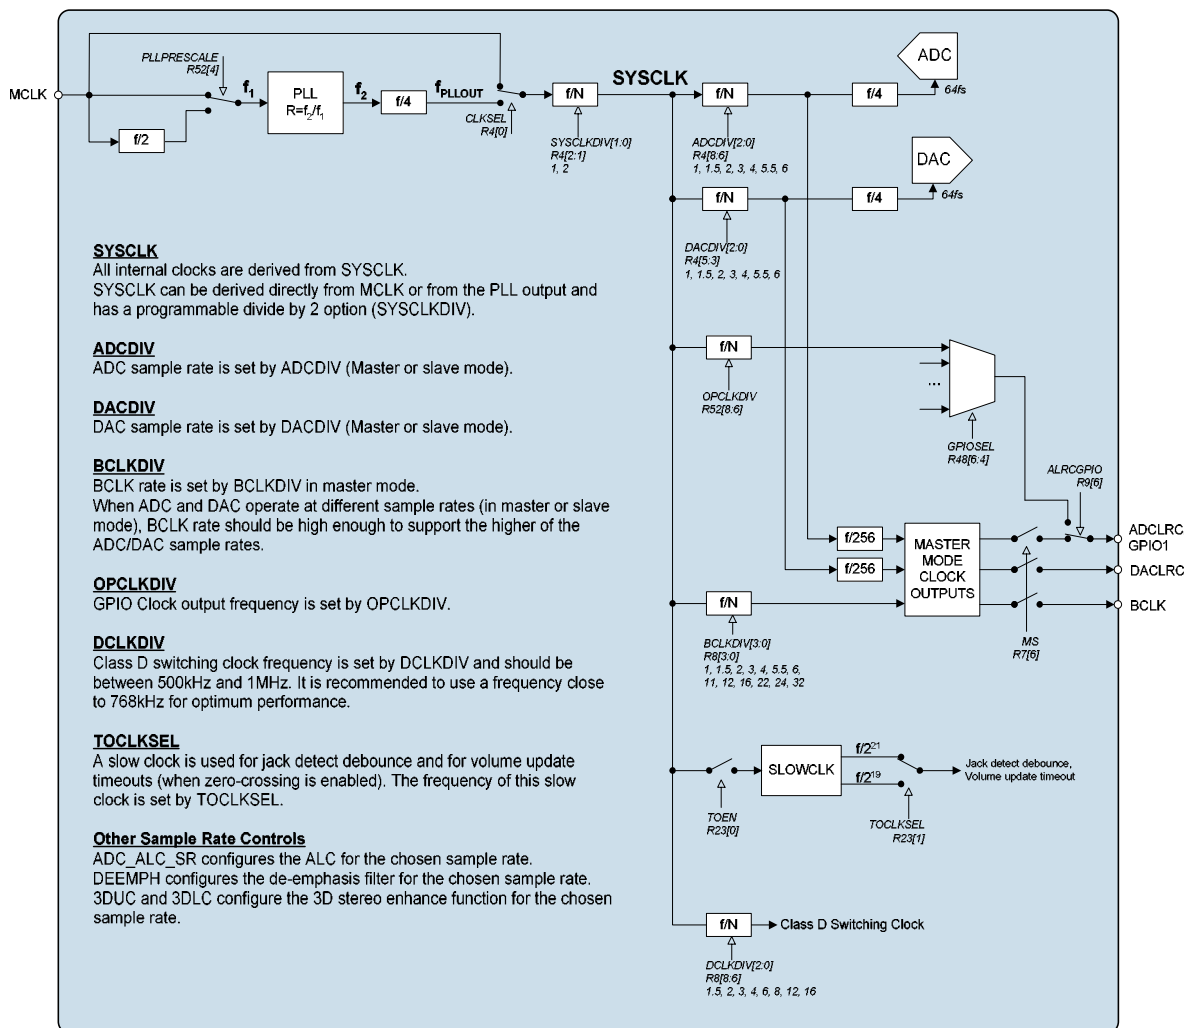 MCLK
PLLPRESCALE
R52[4]
f/2
f1
PLL
R=f2/f1
f2
f/4
fPLLOUT
CLKSEL
R4[0]
f/N
SYSCLKDIV[1:0]
R4[2:1]
1, 2
SYSCLK
f/N
ADCDIV[2:0]
R4[8:6]
1, 1.5, 2, 3, 4, 5.5, 6
f/4
ADC
64fs
f/N
DACDIV[2:0]
R4[5:3]
1, 1.5, 2, 3, 4, 5.5, 6
f/4
DAC
64fs
SYSCLK
All internal clocks are derived from SYSCLK.
SYSCLK can be derived directly from MCLK or from the PLL output and
has a programmable divide by 2 option (SYSCLKDIV).
ADCDIV
ADC sample rate is set by ADCDIV (Master or slave mode).
DACDIV
DAC sample rate is set by DACDIV (Master or slave mode).
BCLKDIV
BCLK rate is set by BCLKDIV in master mode.
When ADC and DAC operate at different sample rates (in master or slave
mode), BCLK rate should be high enough to support the higher of the
ADC/DAC sample rates.
OPCLKDIV
GPIO Clock output frequency is set by OPCLKDIV.
DCLKDIV
Class D switching clock frequency is set by DCLKDIV and should be
between 500kHz and 1MHz. It is recommended to use a frequency close
to 768kHz for optimum performance.
TOCLKSEL
A slow clock is used for jack detect debounce and for volume update
timeouts (when zero-crossing is enabled). The frequency of this slow
clock is set by TOCLKSEL.
Other Sample Rate Controls
ADC_ALC_SR configures the ALC for the chosen sample rate.
DEEMPH configures the de-emphasis filter for the chosen sample rate.
3DUC and 3DLC configure the 3D stereo enhance function for the chosen
sample rate.
f/N
OPCLKDIV
R52[8:6]
...
GPIOSEL
R48[6:4]
ALRCGPIO
R9[6]
f/256
f/256
MASTER
MODE
CLOCK
OUTPUTS
ADCLRC
GPIO1
DACLRC
BCLK
MS
R7[6]
f/N
BCLKDIV[3:0]
R8[3:0]
1, 1.5, 2, 3, 4, 5.5, 6,
11, 12, 16, 22, 24, 32
TOEN
R23[0]
SLOWCLK
f/2^21
f/2^19
TOCLKSEL
R23[1]
Jack detect debounce,
Volume update timeout
f/N
Class D Switching Clock
DCLKDIV[2:0]
R8[8:6]
1.5, 2, 3, 4, 6, 8, 12, 16